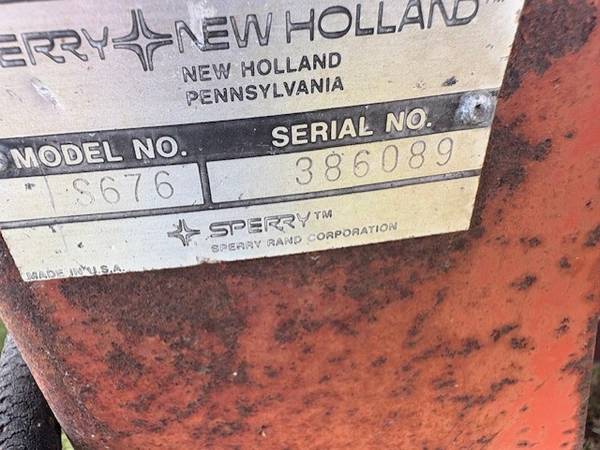 SPERRY NEW HOLLAND™
NEW HOLLAND
PENNSYLVANIA
MODEL NO. SERIAL NO.
S676 386089
SPERRY™
SPERRY RAND CORPORATION
MADE IN U.S.A.